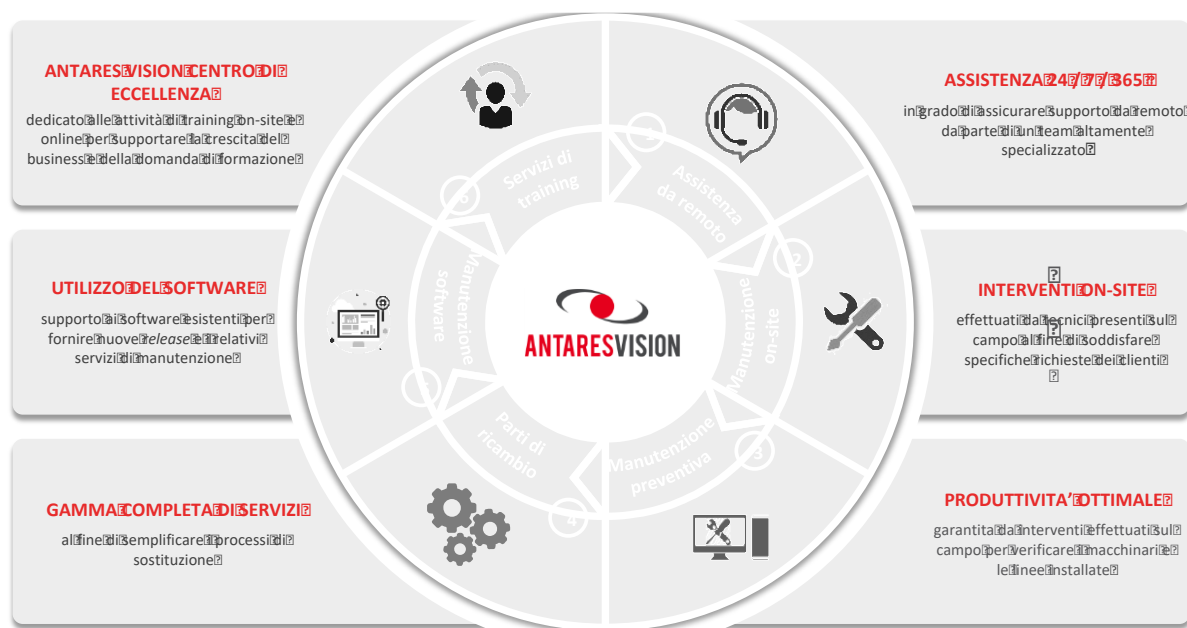 ANTARES VISION CENTRO DI
ECCELLENZA
dedicato alle attività di training on-site e
online per supportare la crescita del
business e della domanda di formazione
UTILIZZO DEL SOFTWARE
supporto ai software esistenti per
fornire nuove release e i relativi
servizi di manutenzione
GAMMA COMPLETA DI SERVIZI
al fine di semplificare i processi di
sostituzione
Servizi di
training
6
Manutenzione
software
5
Parti di
ricambio
4
ANTARESVISION
1
Assistenza
da remoto
2
Manutenzione
on-site
3
Manutenzione
preventiva
ASSISTENZA 24 / 7 / 365
in grado di assicurare supporto da remoto
da parte di un team altamente
specializzato
INTERVENTI ON-SITE
effettuati da tecnici presenti sul
campo al fine di soddisfare
specifiche richieste dei clienti
PRODUTTIVITA’ OTTIMALE
garantita da interventi effettuati sul
campo per verificare i macchinari e
le linee installate